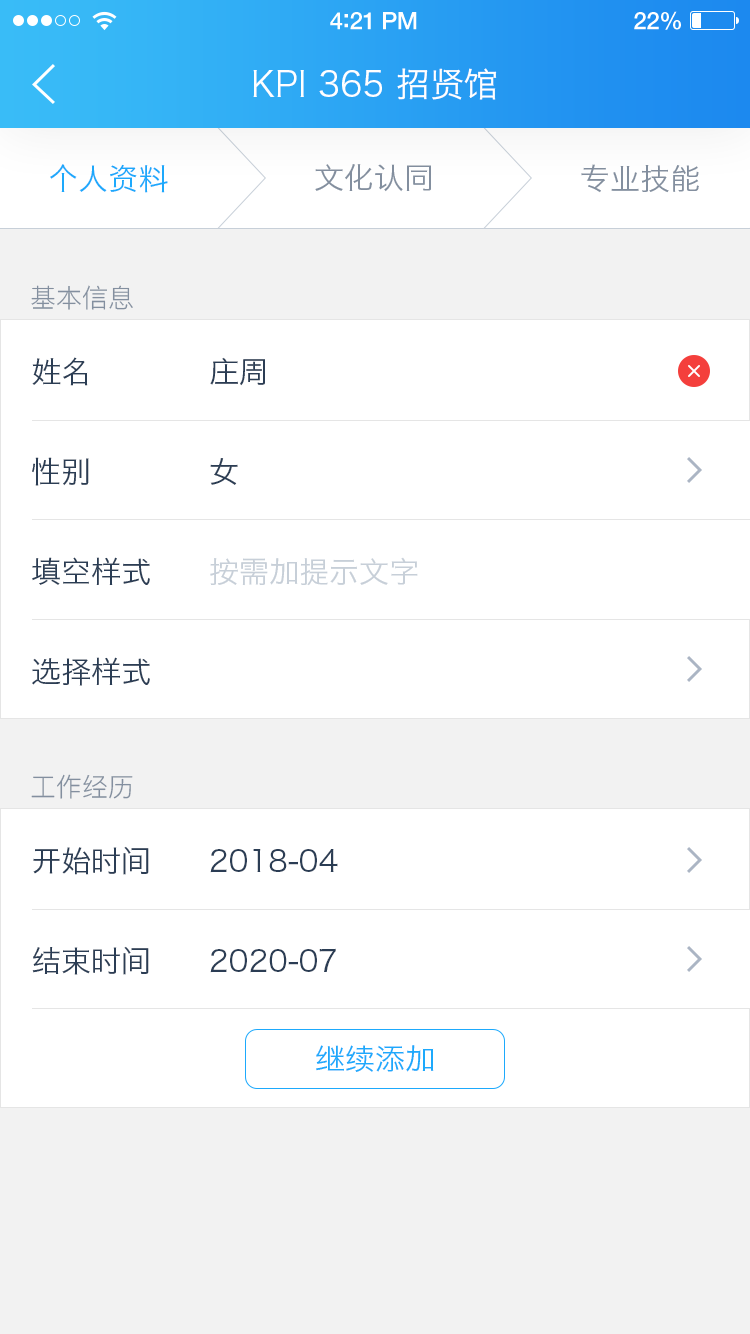 4:21 PM 22%
KPI 365 招贤馆
个人资料 文化认同 专业技能
基本信息
姓名 庄周
性别 女
填空样式 按需加提示文字
选择样式
工作经历
开始时间 2018-04
结束时间 2020-07
继续添加